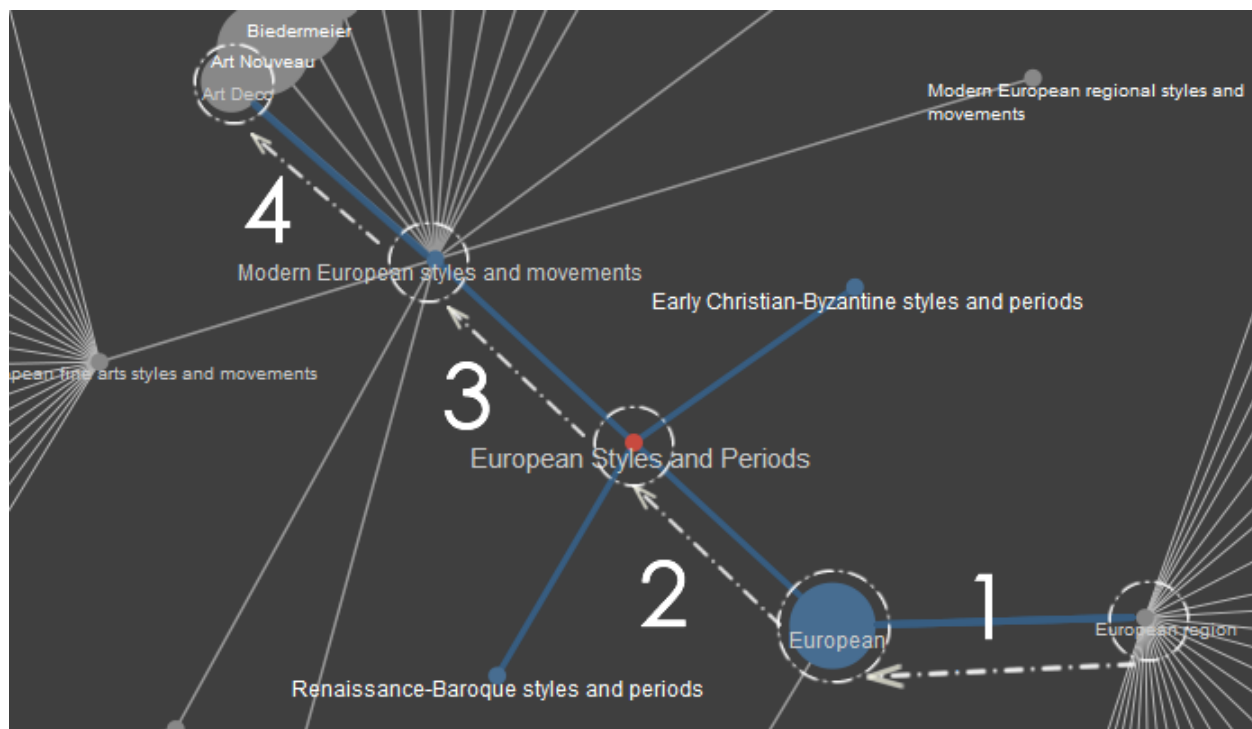 Biedermeier
Art Nouveau
Art Deco
Modern European regional styles and
movements
4
Modern European styles and movements
Early Christian-Byzantine styles and periods
pean fine arts styles and movements
3
European Styles and Periods
2
1
European
European region
Renaissance-Baroque styles and periods